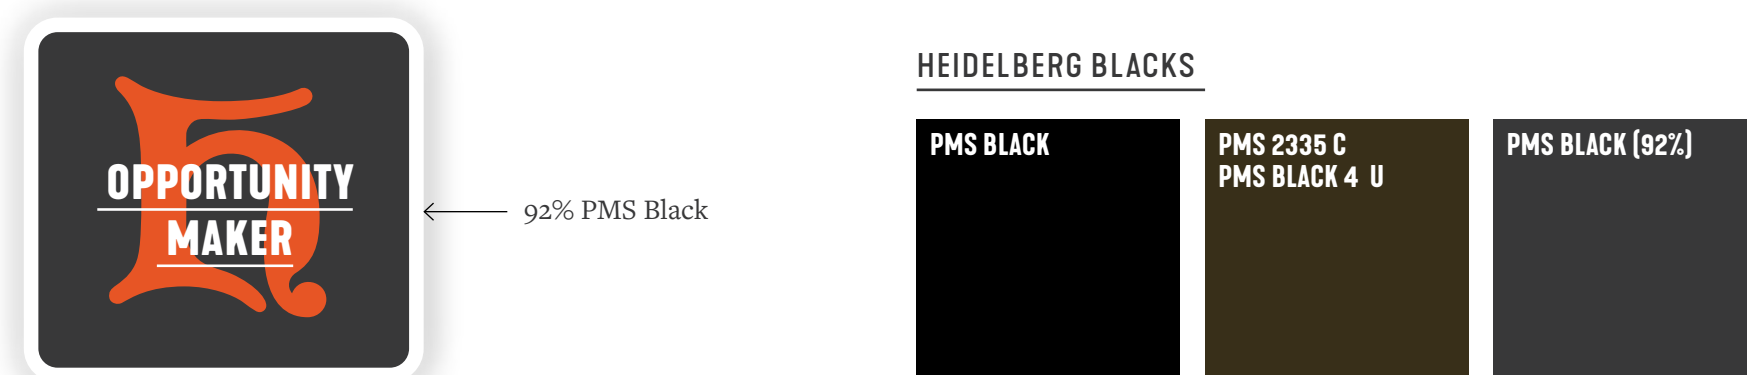 OPPORTUNITY
MAKER
92% PMS Black
HEIDELBERG BLACKS
PMS BLACK
PMS 2335 C
PMS BLACK 4 U
PMS BLACK (92%)